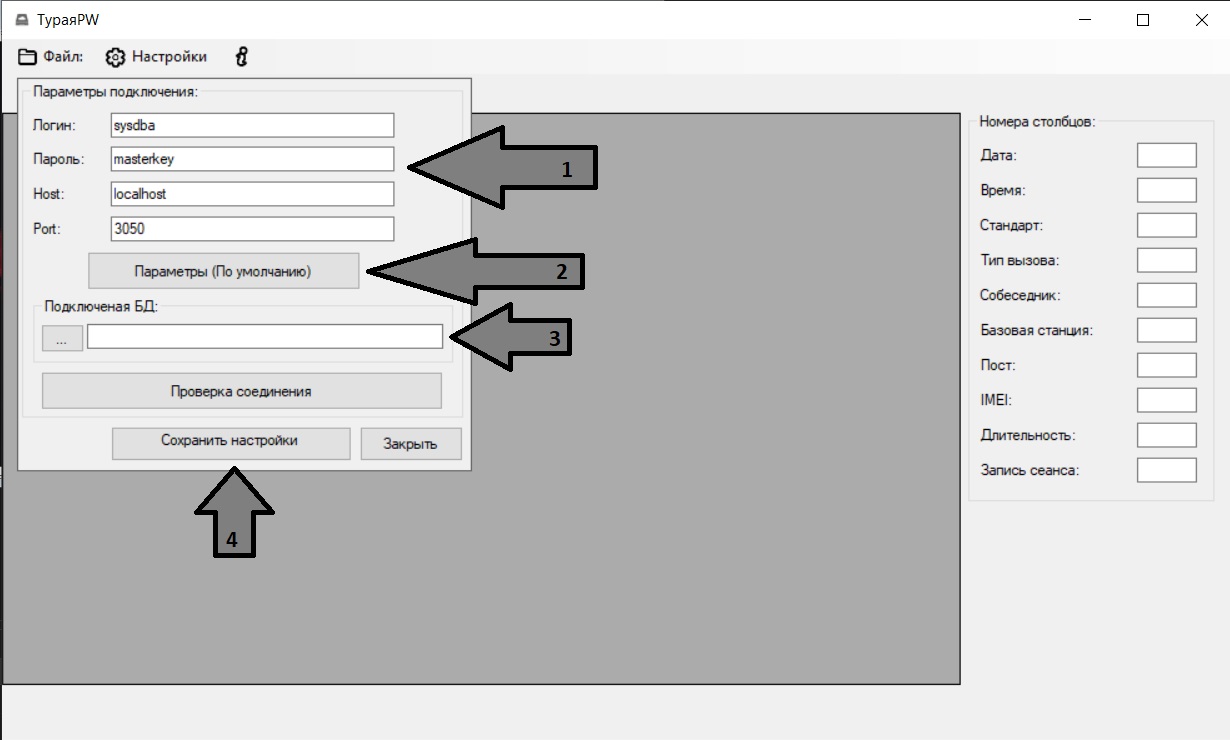 ТураяPW
Файл: Настройки
Параметры подключения:
Логин: sysdba
Пароль: masterkey
Host: localhost
Port: 3050
Параметры (По умолчанию)
Подключеная БД:
...
Проверка соединения
Сохранить настройки Закрыть
1
2
3
4
Номера столбцов:
Дата:
Время:
Стандарт:
Тип вызова:
Собеседник:
Базовая станция:
Пост:
IMEI:
Длительность:
Запись сеанса: